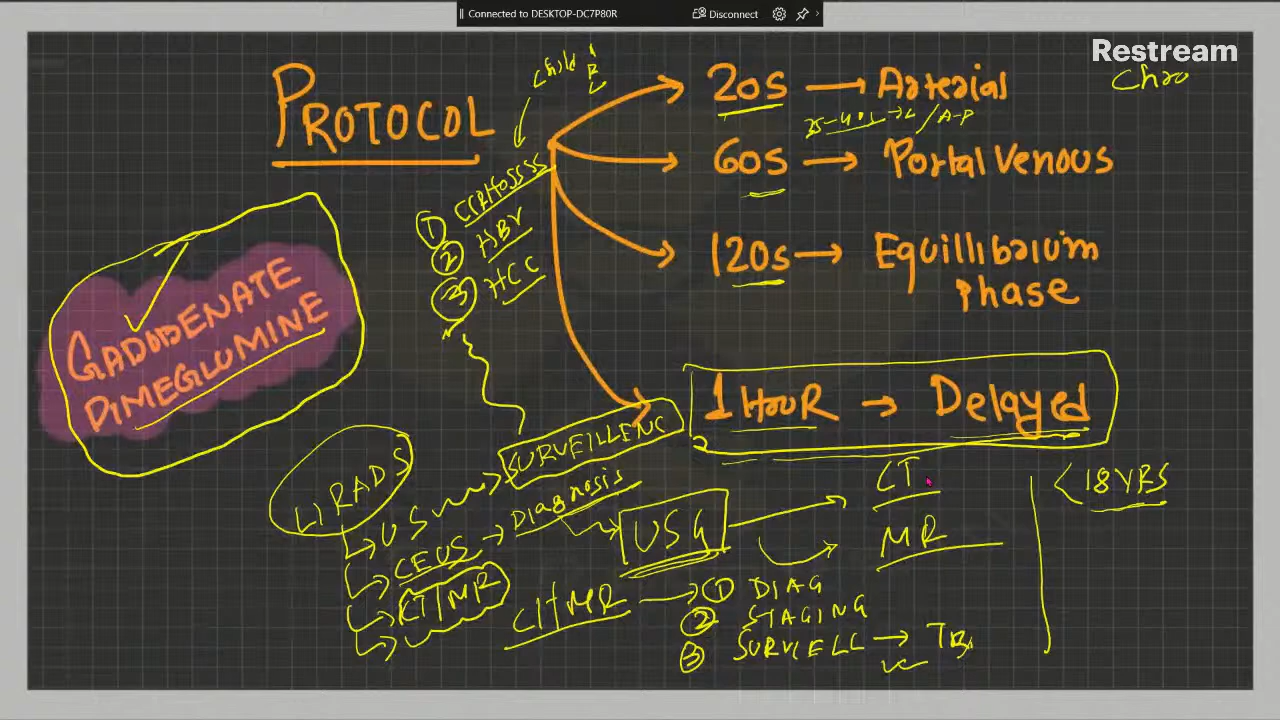 Connected to DESKTOP-DC7P80R Disconnect
Restream
PROTOCOL
Child
20s → Arterial
60s → Portal Venous
120s → Equillibrium Phase
1 HOUR → Delayed
GADOBENATE
DIMEGLUMINE
① CIRRHOSIS
② HBV
③ HCC
LIRADS
US → SURVEILLENC
CEUS → Diagnosis
USG
CT
MR
CT/MR
CT/MR → ① DIAG
② STAGING
③ SURVEILL →
<18 YRS